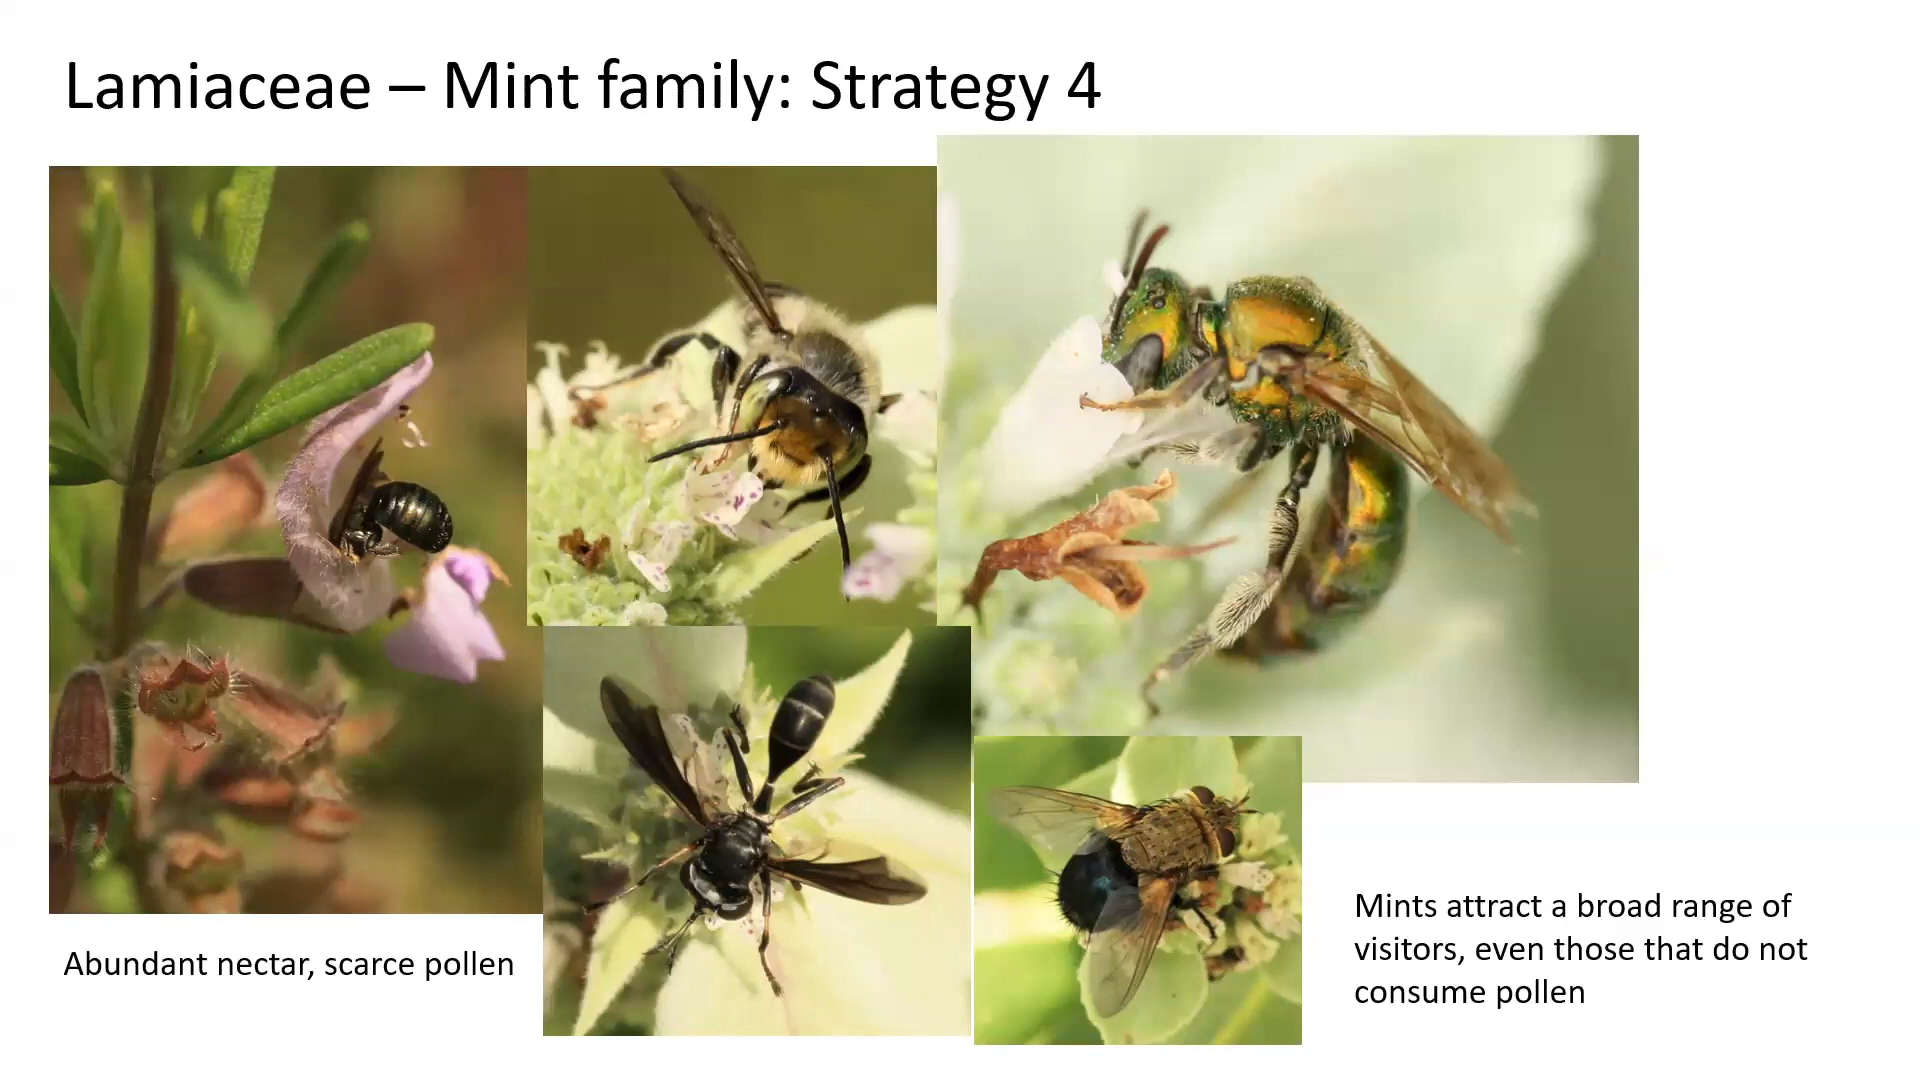 Lamiaceae – Mint family: Strategy 4
Abundant nectar, scarce pollen
Mints attract a broad range of
visitors, even those that do not
consume pollen